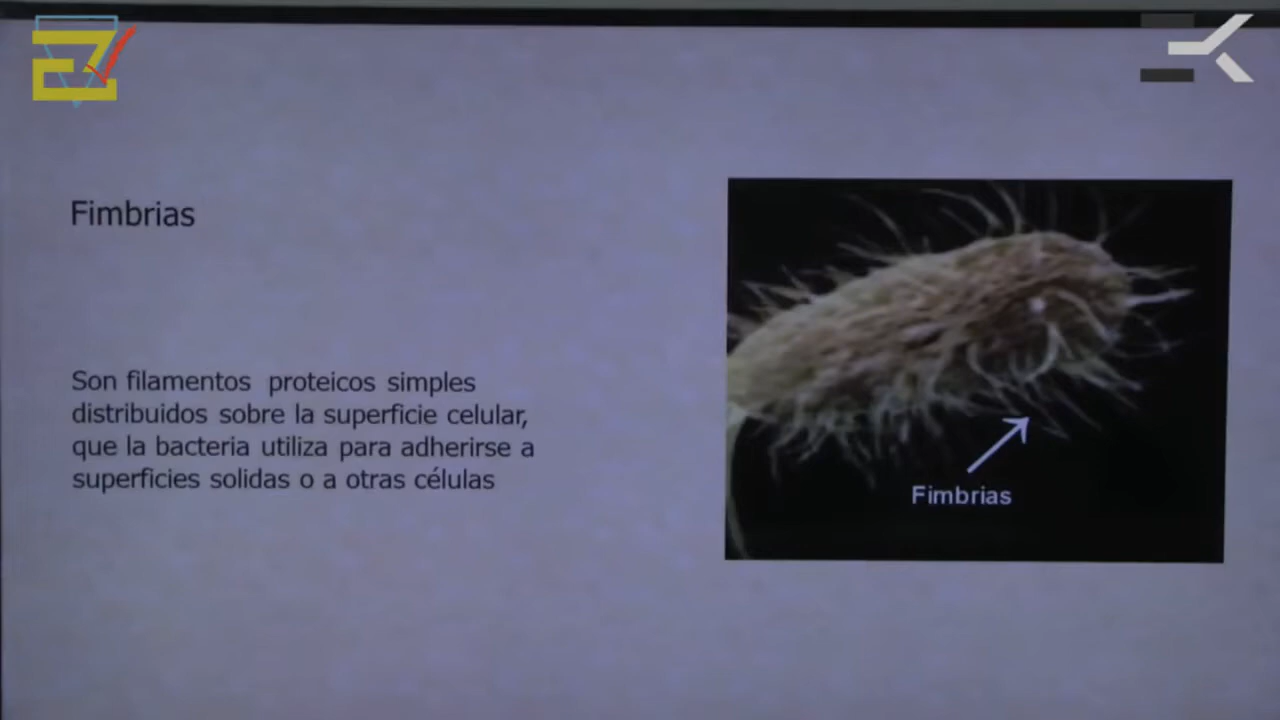 Fimbrias
Son filamentos proteicos simples
distribuidos sobre la superficie celular,
que la bacteria utiliza para adherirse a
superficies solidas o a otras células
Fimbrias